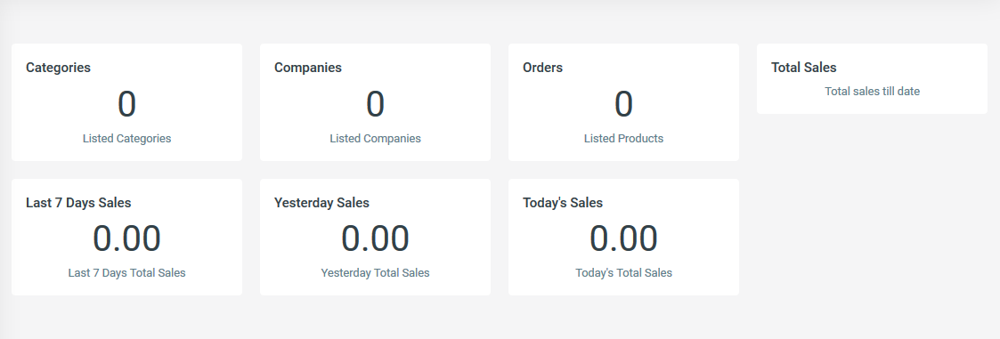 Categories
0
Listed Categories
Companies
0
Listed Companies
Orders
0
Listed Products
Total Sales
Total sales till date
Last 7 Days Sales
0.00
Last 7 Days Total Sales
Yesterday Sales
0.00
Yesterday Total Sales
Today's Sales
0.00
Today's Total Sales